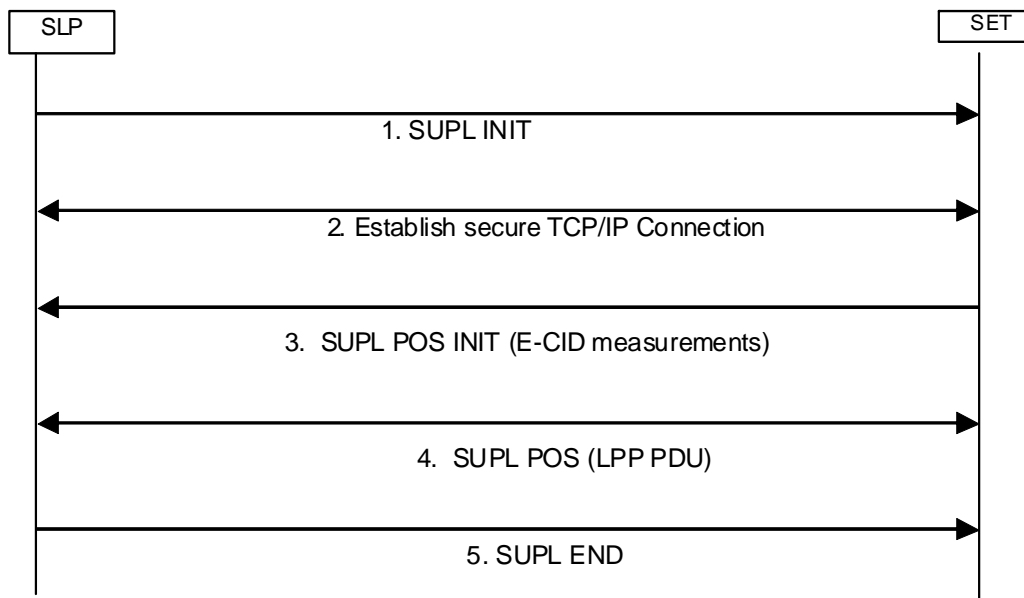 SLP
SET
1. SUPL INIT
2. Establish secure TCP/IP Connection
3. SUPL POS INIT (E-CID measurements)
4. SUPL POS (LPP PDU)
5. SUPL END